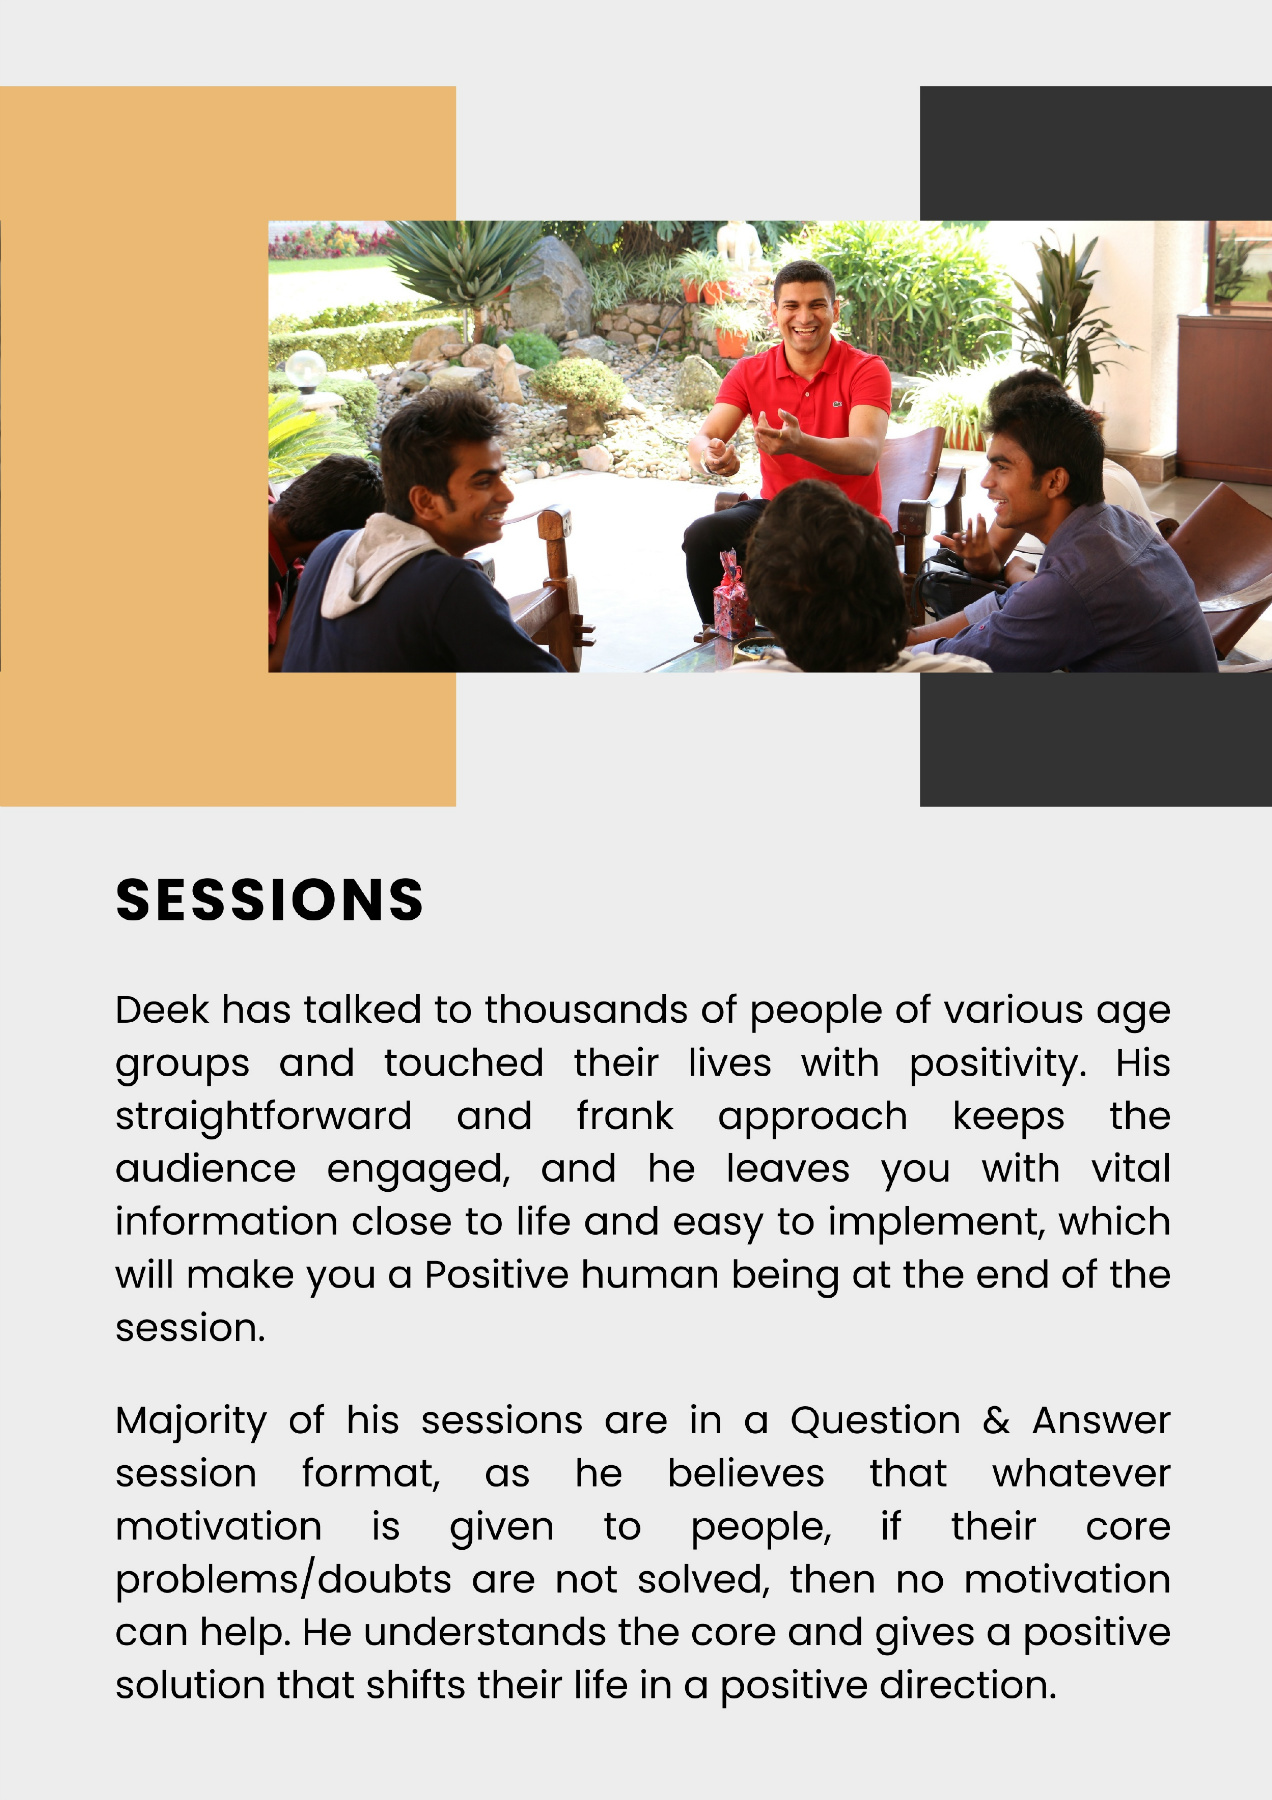 SESSIONS
Deek has talked to thousands of people of various age
groups and touched their lives with positivity. His
straightforward and frank approach keeps the
audience engaged, and he leaves you with vital
information close to life and easy to implement, which
will make you a Positive human being at the end of the
session.
Majority of his sessions are in a Question & Answer
session format, as he believes that whatever
motivation is given to people, if their core
problems/doubts are not solved, then no motivation
can help. He understands the core and gives a positive
solution that shifts their life in a positive direction.